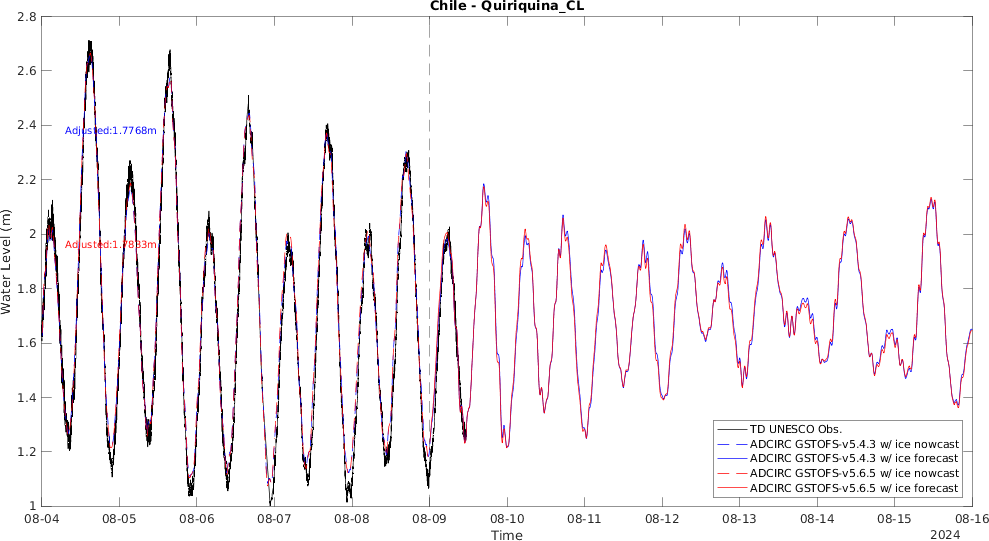 Chile - Quiriquina_CL
2.8
2.6
2.4
2.2
2
1.8
1.6
1.4
1.2
1
Water Level (m)
Adjusted:1.7768m
Adjusted:1.7833m
TD UNESCO Obs.
ADCIRC GSTOFS-v5.4.3 w/ ice nowcast
ADCIRC GSTOFS-v5.4.3 w/ ice forecast
ADCIRC GSTOFS-v5.6.5 w/ ice nowcast
ADCIRC GSTOFS-v5.6.5 w/ ice forecast
08-04 08-05 08-06 08-07 08-08 08-09 08-10 08-11 08-12 08-13 08-14 08-15 08-16
Time
2024